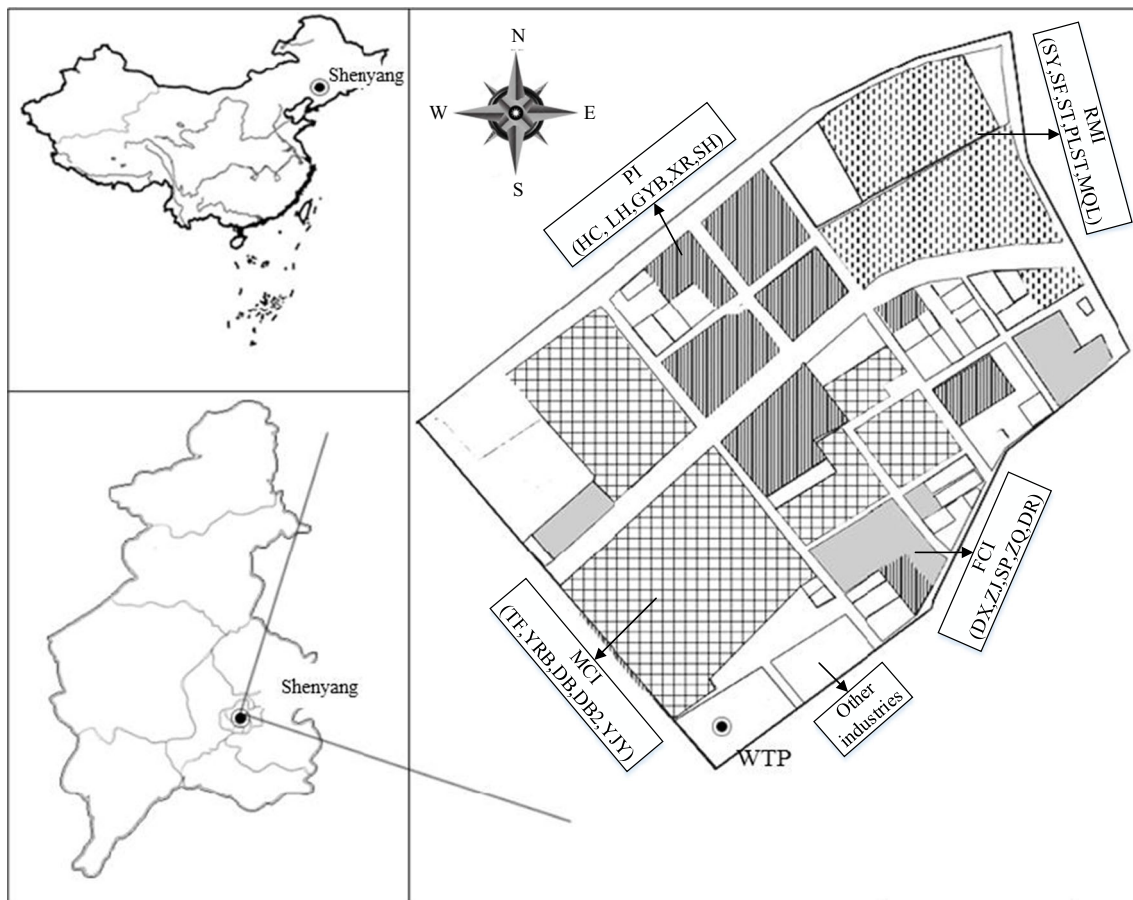 Shenyang
Shenyang
N
W
E
S
PI
(HC, LH,GYB,XR,SH)
RMI
(SY,SF,ST,PLST,MQL)
FCI
(DX,ZJ,SP,ZQ,DR)
MCI
(TF,YRB,DB,DB2,YJY)
Other
industries
WTP